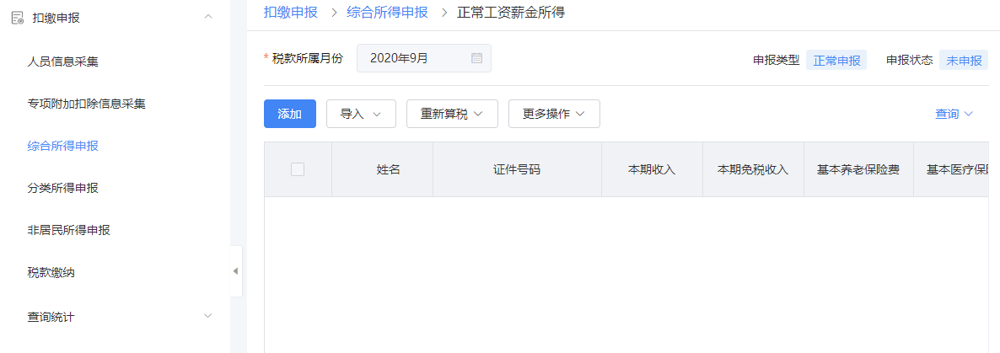 扣缴申报
人员信息采集
专项附加扣除信息采集
综合所得申报
分类所得申报
非居民所得申报
税款缴纳
查询统计
扣缴申报 > 综合所得申报 > 正常工资薪金所得
* 税款所属月份 2020年9月 申报类型 正常申报 申报状态 未申报
添加 导入 重新算税 更多操作 查询
姓名 证件号码 本期收入 本期免税收入 基本养老保险费 基本医疗保